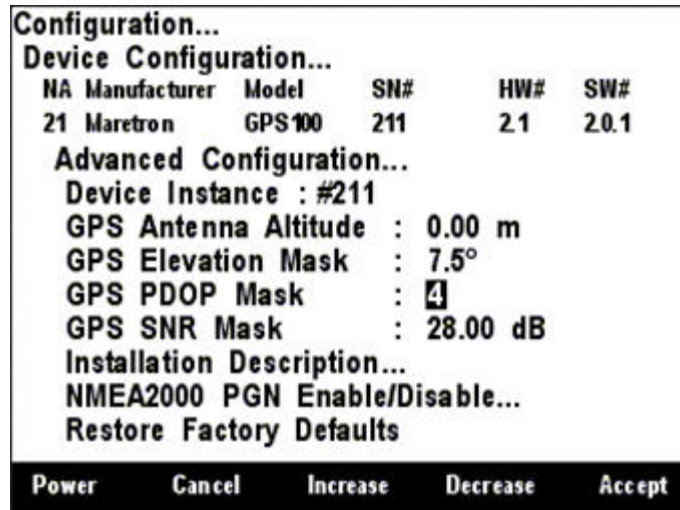 Configuration...
Device Configuration...
NA Manufacturer Model SN# HW# SW#
21 Maretron GPS100 211 2.1 2.0.1
Advanced Configuration...
Device Instance : #211
GPS Antenna Altitude : 0.00 m
GPS Elevation Mask : 7.5°
GPS PDOP Mask : 4
GPS SNR Mask : 28.00 dB
Installation Description...
NMEA2000 PGN Enable/Disable...
Restore Factory Defaults
Power Cancel Increase Decrease Accept